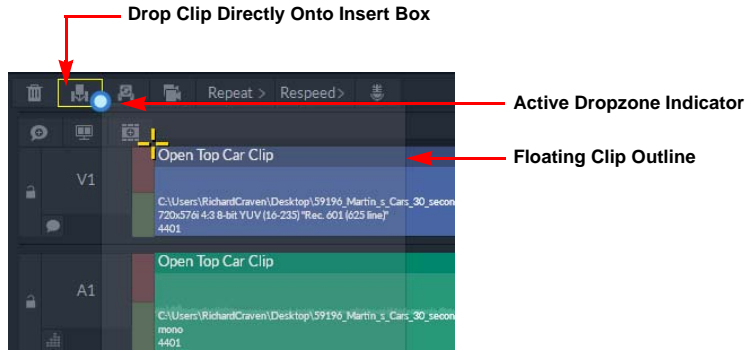 Drop Clip Directly Onto Insert Box
Repeat > Respeed>
Active Dropzone Indicator
Floating Clip Outline
V1
Open Top Car Clip
C:\Users\RichardCraven\Desktop\59196_Martin_s_Cars_30_secon
720x576i 4:3 8-bit YUV (16-235) "Rec. 601 (625 line)"
4401
A1
Open Top Car Clip
C:\Users\RichardCraven\Desktop\59196_Martin_s_Cars_30_secon
mono
4401